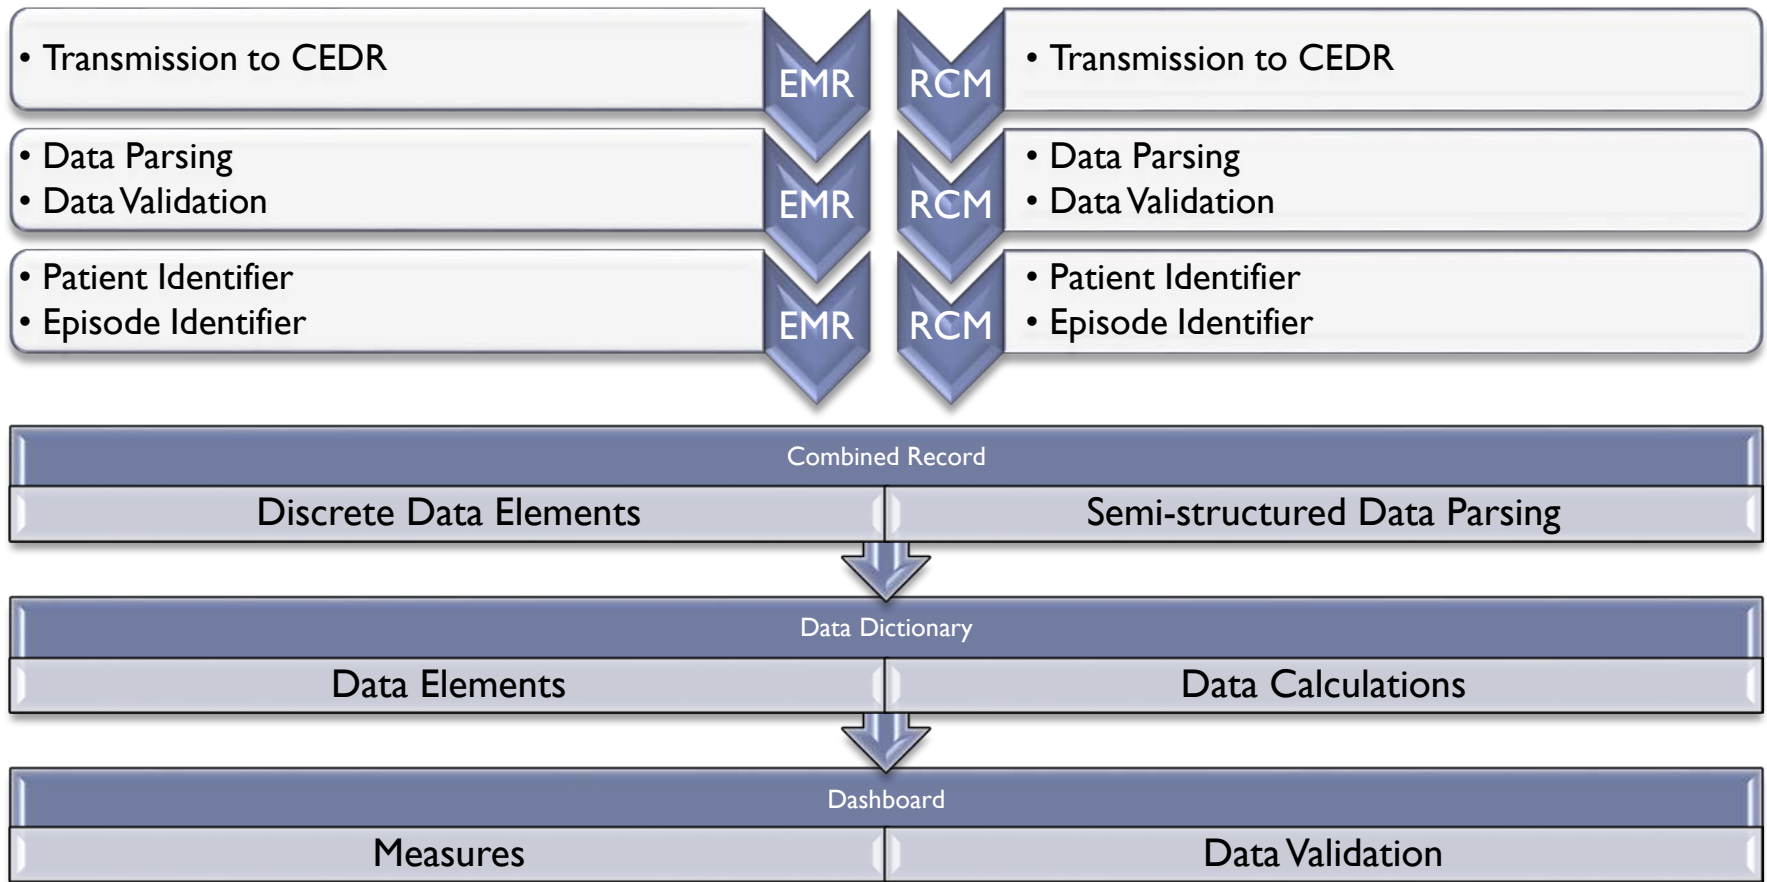 • Transmission to CEDR
EMR
RCM
• Transmission to CEDR
• Data Parsing
• Data Validation
EMR
RCM
• Data Parsing
• Data Validation
• Patient Identifier
• Episode Identifier
EMR
RCM
• Patient Identifier
• Episode Identifier
Combined Record
Discrete Data Elements
Semi-structured Data Parsing
Data Dictionary
Data Elements
Data Calculations
Dashboard
Measures
Data Validation